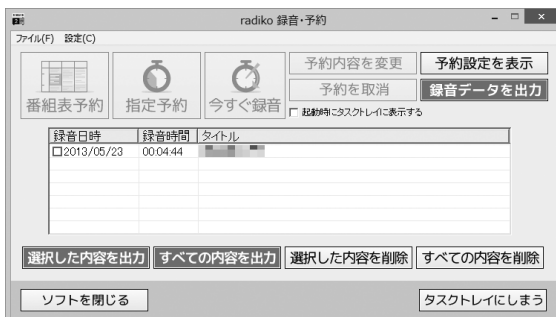 radiko 録音・予約
ファイル(F) 設定(C)
番組表予約
指定予約
今すぐ録音
予約内容を変更
予約設定を表示
予約を取消
録音データを出力
起動時にタスクトレイに表示する
録音日時 録音時間 タイトル
2013/05/23 00:04:44
選択した内容を出力 すべての内容を出力 選択した内容を削除 すべての内容を削除
ソフトを閉じる タスクトレイにしまう